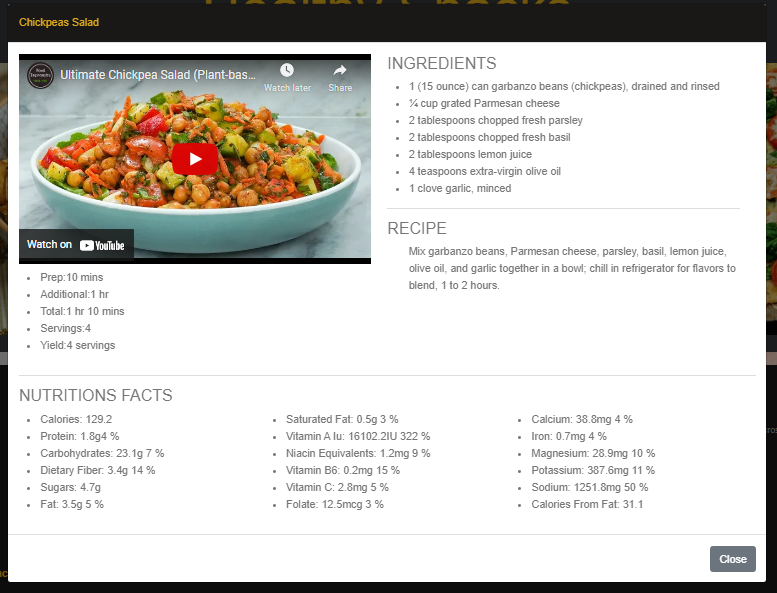 Healthy Snacks
Chickpeas Salad
Ultimate Chickpea Salad (Plant-bas...
Watch later
Share
Watch on YouTube
Prep:10 mins
Additional:1 hr
Total:1 hr 10 mins
Servings:4
Yield:4 servings
INGREDIENTS
1 (15 ounce) can garbanzo beans (chickpeas), drained and rinsed
¼ cup grated Parmesan cheese
2 tablespoons chopped fresh parsley
2 tablespoons chopped fresh basil
2 tablespoons lemon juice
4 teaspoons extra-virgin olive oil
1 clove garlic, minced
RECIPE
Mix garbanzo beans, Parmesan cheese, parsley, basil, lemon juice,
olive oil, and garlic together in a bowl; chill in refrigerator for flavors to
blend, 1 to 2 hours.
NUTRITIONS FACTS
Calories: 129.2
Protein: 1.8g4 %
Carbohydrates: 23.1g 7 %
Dietary Fiber: 3.4g 14 %
Sugars: 4.7g
Fat: 3.5g 5 %
Saturated Fat: 0.5g 3 %
Vitamin A Iu: 16102.2IU 322 %
Niacin Equivalents: 1.2mg 9 %
Vitamin B6: 0.2mg 15 %
Vitamin C: 2.8mg 5 %
Folate: 12.5mcg 3 %
Calcium: 38.8mg 4 %
Iron: 0.7mg 4 %
Magnesium: 28.9mg 10 %
Potassium: 387.6mg 11 %
Sodium: 1251.8mg 50 %
Calories From Fat: 31.1
Close